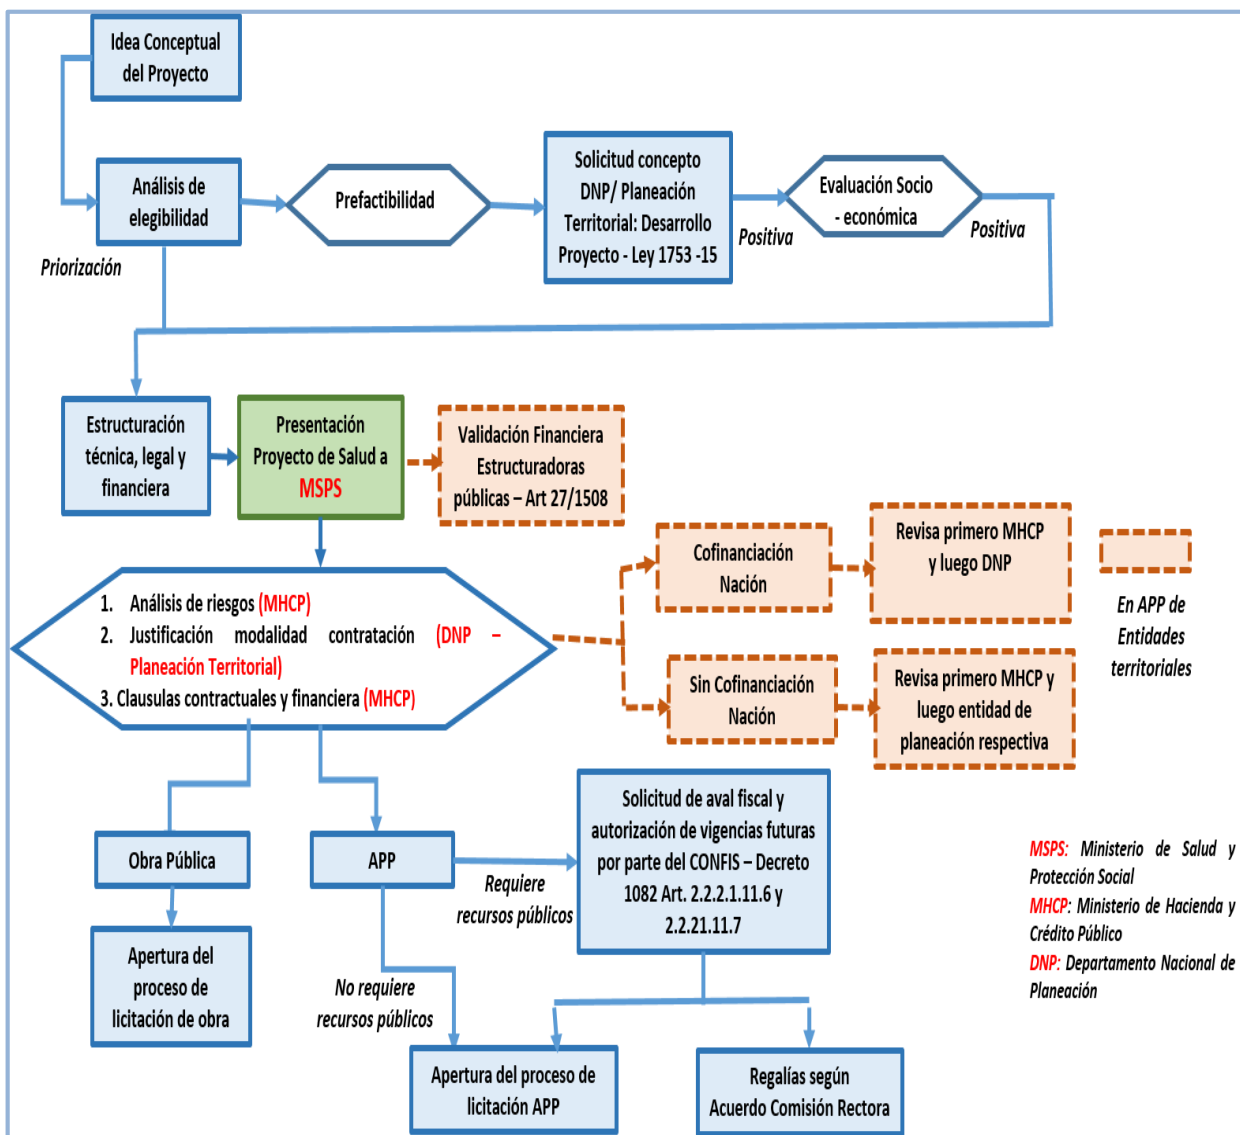 Idea Conceptual
del Proyecto
Análisis de
elegibilidad
Prefactibilidad
Solicitud concepto
DNP/ Planeación
Territorial: Desarrollo
Proyecto - Ley 1753 -15
Positiva
Evaluación Socio
- económica
Positiva
Priorización
Estructuración
técnica, legal y
financiera
Presentación
Proyecto de Salud a
MSPS
Validación Financiera
Estructuradoras
públicas – Art 27/1508
Cofinanciación
Nación
Revisa primero MHCP
y luego DNP
En APP de
Entidades
territoriales
1. Análisis de riesgos (MHCP)
2. Justificación modalidad contratación (DNP –
Planeación Territorial)
3. Clausulas contractuales y financiera (MHCP)
Sin Cofinanciación
Nación
Revisa primero MHCP y
luego entidad de
planeación respectiva
Obra Pública
APP
Requiere
recursos públicos
Solicitud de aval fiscal y
autorización de vigencias futuras
por parte del CONFIS – Decreto
1082 Art. 2.2.2.1.11.6 y
2.2.21.11.7
MSPS: Ministerio de Salud y
Protección Social
MHCP: Ministerio de Hacienda y
Crédito Público
DNP: Departamento Nacional de
Planeación
Apertura del
proceso de
licitación de obra
No requiere
recursos públicos
Apertura del proceso de
licitación APP
Regalías según
Acuerdo Comisión Rectora